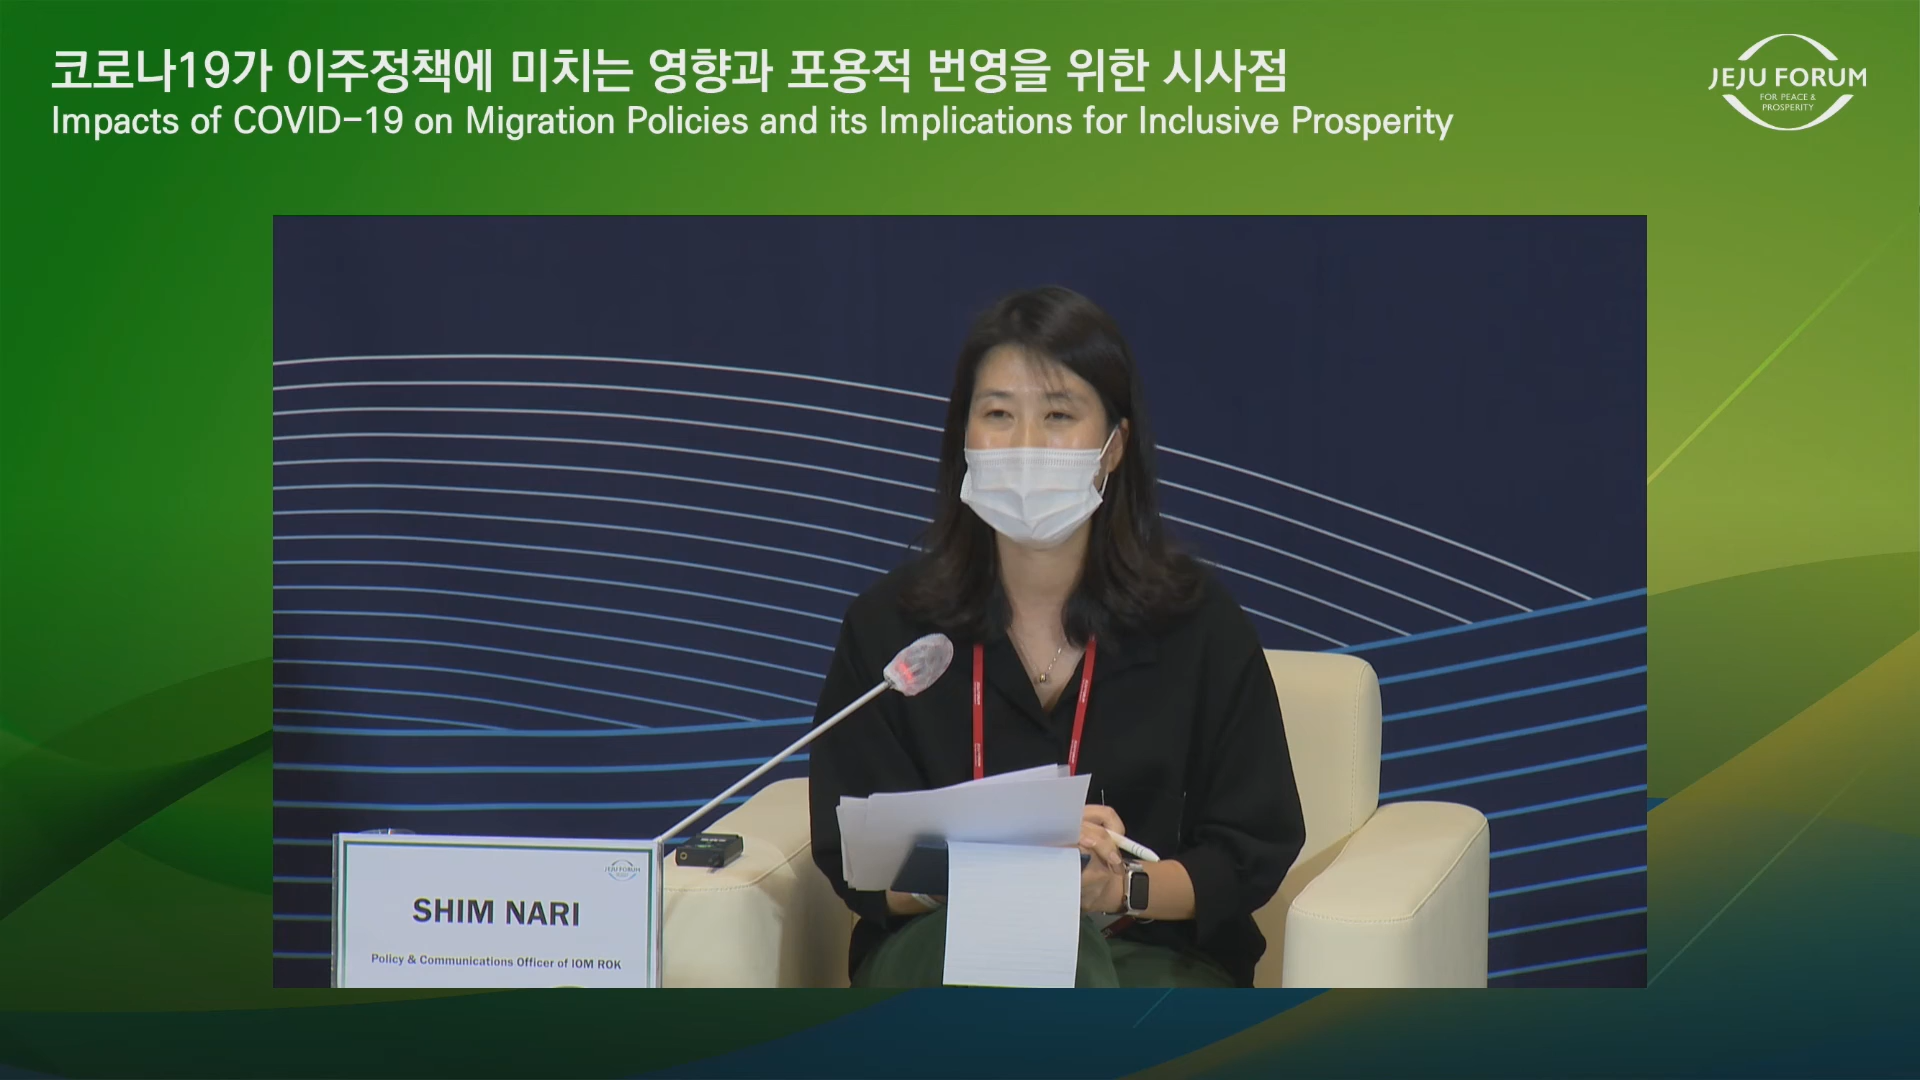 코로나19가 이주정책에 미치는 영향과 포용적 번영을 위한 시사점
Impacts of COVID-19 on Migration Policies and its Implications for Inclusive Prosperity
JEJU FORUM
FOR PEACE &
PROSPERITY
JEJU FORUM
SHIM NARI
Policy & Communications Officer of IOM ROK